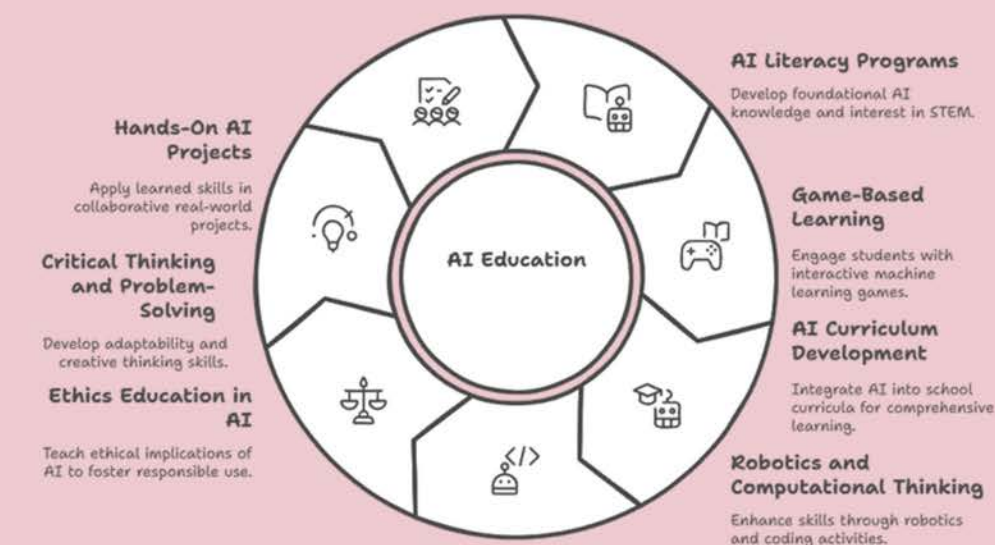 AI Literacy Programs
Develop foundational AI
knowledge and interest in STEM.
Hands-On AI
Projects
Apply learned skills in
collaborative real-world
projects.
Game-Based
Learning
Engage students with
interactive machine
learning games.
AI Education
Critical Thinking
and Problem-
Solving
Develop adaptability and
creative thinking skills.
AI Curriculum
Development
Integrate AI into school
curricula for comprehensive
learning.
Ethics Education in
AI
Teach ethical implications of
AI to foster responsible use.
</>
Robotics and
Computational Thinking
Enhance skills through robotics
and coding activities.